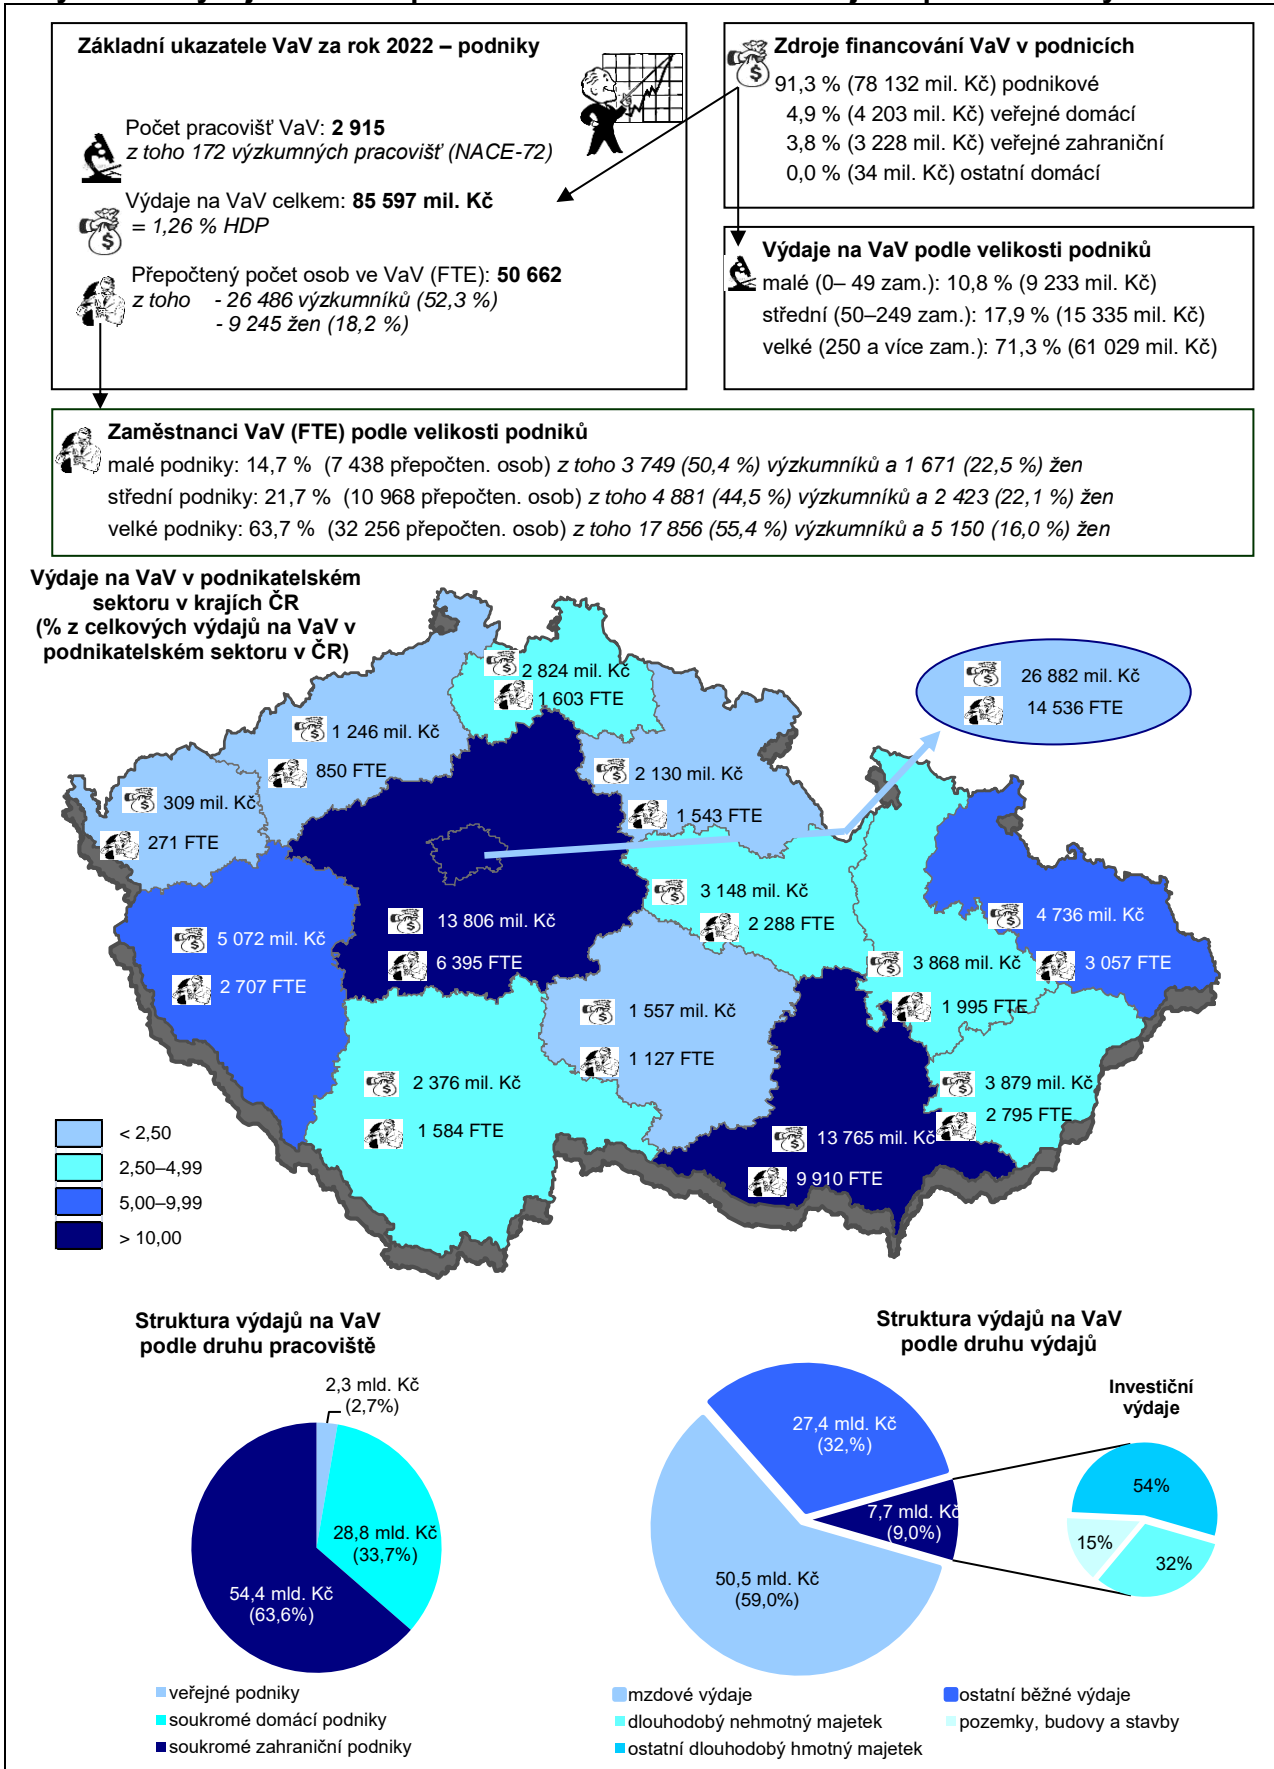 Základní ukazatele VaV za rok 2022 – podniky
Počet pracovišť VaV: 2 915
z toho 172 výzkumných pracovišť (NACE-72)
Výdaje na VaV celkem: 85 597 mil. Kč
= 1,26 % HDP
Přepočtený počet osob ve VaV (FTE): 50 662
z toho - 26 486 výzkumníků (52,3 %)
- 9 245 žen (18,2 %)
Zdroje financování VaV v podnicích
91,3 % (78 132 mil. Kč) podnikové
4,9 % (4 203 mil. Kč) veřejné domácí
3,8 % (3 228 mil. Kč) veřejné zahraniční
0,0 % (34 mil. Kč) ostatní domácí
Výdaje na VaV podle velikosti podniků
malé (0– 49 zam.): 10,8 % (9 233 mil. Kč)
střední (50–249 zam.): 17,9 % (15 335 mil. Kč)
velké (250 a více zam.): 71,3 % (61 029 mil. Kč)
Zaměstnanci VaV (FTE) podle velikosti podniků
malé podniky: 14,7 % (7 438 přepočten. osob) z toho 3 749 (50,4 %) výzkumníků a 1 671 (22,5 %) žen
střední podniky: 21,7 % (10 968 přepočten. osob) z toho 4 881 (44,5 %) výzkumníků a 2 423 (22,1 %) žen
velké podniky: 63,7 % (32 256 přepočten. osob) z toho 17 856 (55,4 %) výzkumníků a 5 150 (16,0 %) žen
Výdaje na VaV v podnikatelském
sektoru v krajích ČR
(% z celkových výdajů na VaV v
podnikatelském sektoru v ČR)
2 824 mil. Kč
1 603 FTE
26 882 mil. Kč
14 536 FTE
1 246 mil. Kč
850 FTE
2 130 mil. Kč
1 543 FTE
309 mil. Kč
271 FTE
3 148 mil. Kč
2 288 FTE
13 806 mil. Kč
6 395 FTE
4 736 mil. Kč
3 057 FTE
5 072 mil. Kč
2 707 FTE
3 868 mil. Kč
1 995 FTE
1 557 mil. Kč
1 127 FTE
2 376 mil. Kč
1 584 FTE
3 879 mil. Kč
2 795 FTE
13 765 mil. Kč
9 910 FTE
< 2,50
2,50–4,99
5,00–9,99
> 10,00
Struktura výdajů na VaV
podle druhu pracoviště
2,3 mld. Kč
(2,7%)
28,8 mld. Kč
(33,7%)
54,4 mld. Kč
(63,6%)
veřejné podniky
soukromé domácí podniky
soukromé zahraniční podniky
Struktura výdajů na VaV
podle druhu výdajů
27,4 mld. Kč
(32,%)
7,7 mld. Kč
(9,0%)
50,5 mld. Kč
(59,0%)
Investiční
výdaje
54%
15%
32%
mzdové výdaje
ostatní běžné výdaje
dlouhodobý nehmotný majetek
pozemky, budovy a stavby
ostatní dlouhodobý hmotný majetek